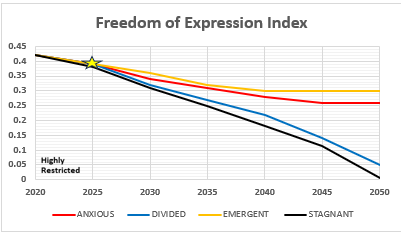 Freedom of Expression Index
0.45
0.4
0.35
0.3
0.25
0.2
0.15
0.1
0.05
0
Highly
Restricted
2020 2025 2030 2035 2040 2045 2050
ANXIOUS DIVIDED EMERGENT STAGNANT